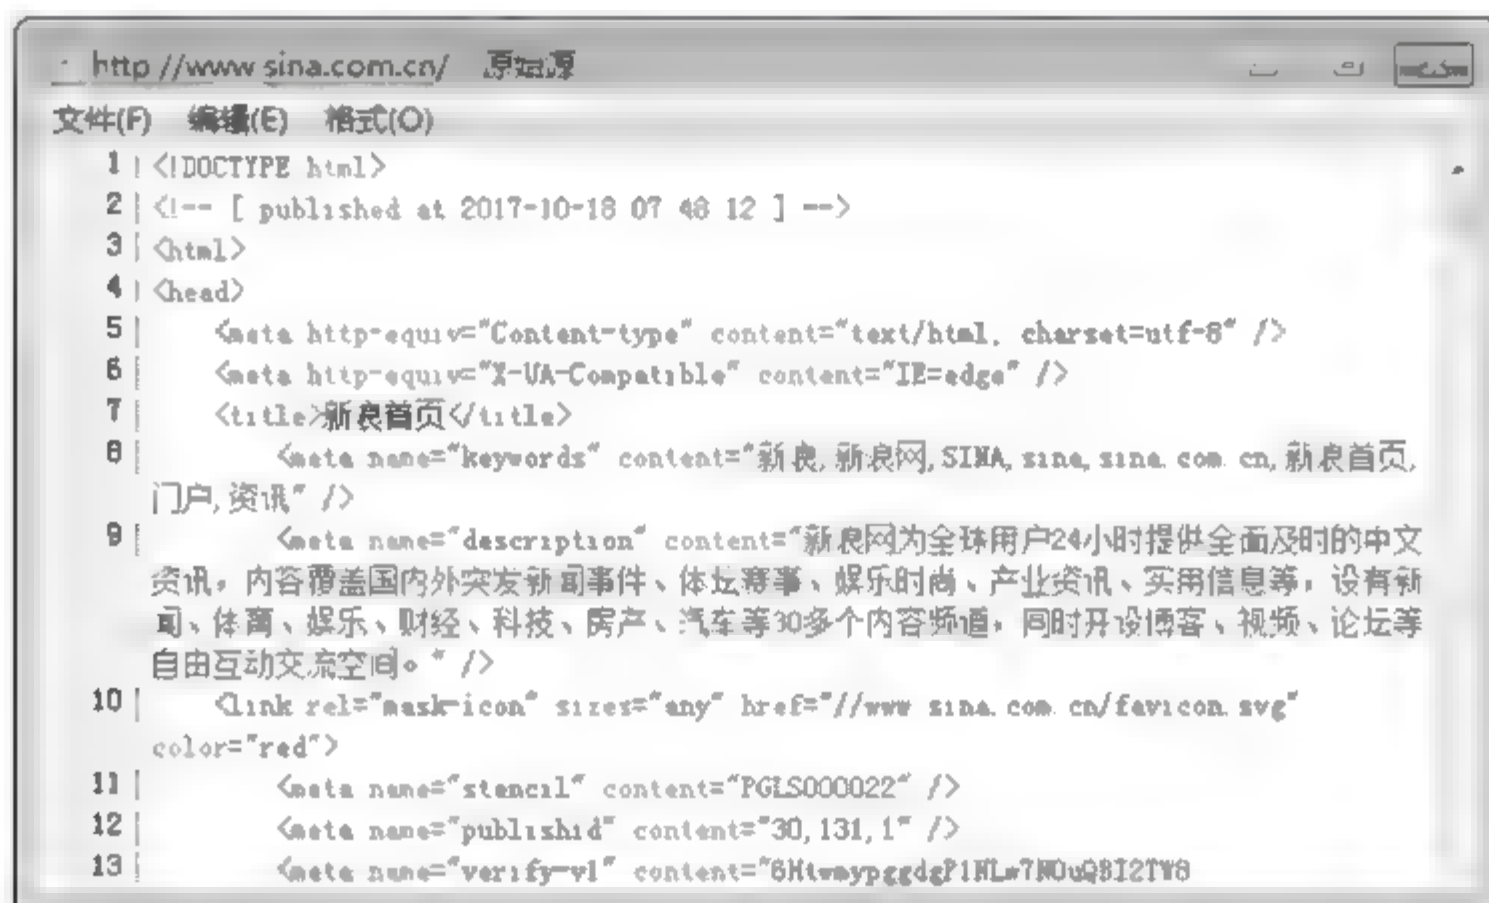 http://www.sina.com.cn/ 原始源
文件(F) 编辑(E) 格式(O)
1 <!DOCTYPE html>
2 <!-- [ published at 2017-10-18 07 48 12 ] -->
3 <html>
4 <head>
5 <meta http-equiv="Content-type" content="text/html; charset=utf-8" />
6 <meta http-equiv="X-UA-Compatible" content="IE=edge" />
7 <title>新浪首页</title>
8 <meta name="keywords" content="新浪,新浪网,SINA,sina,sina.com.cn,新浪首页,
门户,资讯" />
9 <meta name="description" content="新浪网为全球用户24小时提供全面及时的中文
资讯，内容覆盖国内外突发新闻事件、体坛赛事、娱乐时尚、产业资讯、实用信息等，设有新
闻、体育、娱乐、财经、科技、房产、汽车等30多个内容频道，同时开设博客、视频、论坛等
自由互动交流空间。" />
10 <link rel="mask-icon" sizes="any" href="//www.sina.com.cn/favicon.svg"
color="red">
11 <meta name="stencil" content="PGLS000022" />
12 <meta name="publishid" content="30,131,1" />
13 <meta name="verify-v1" content="